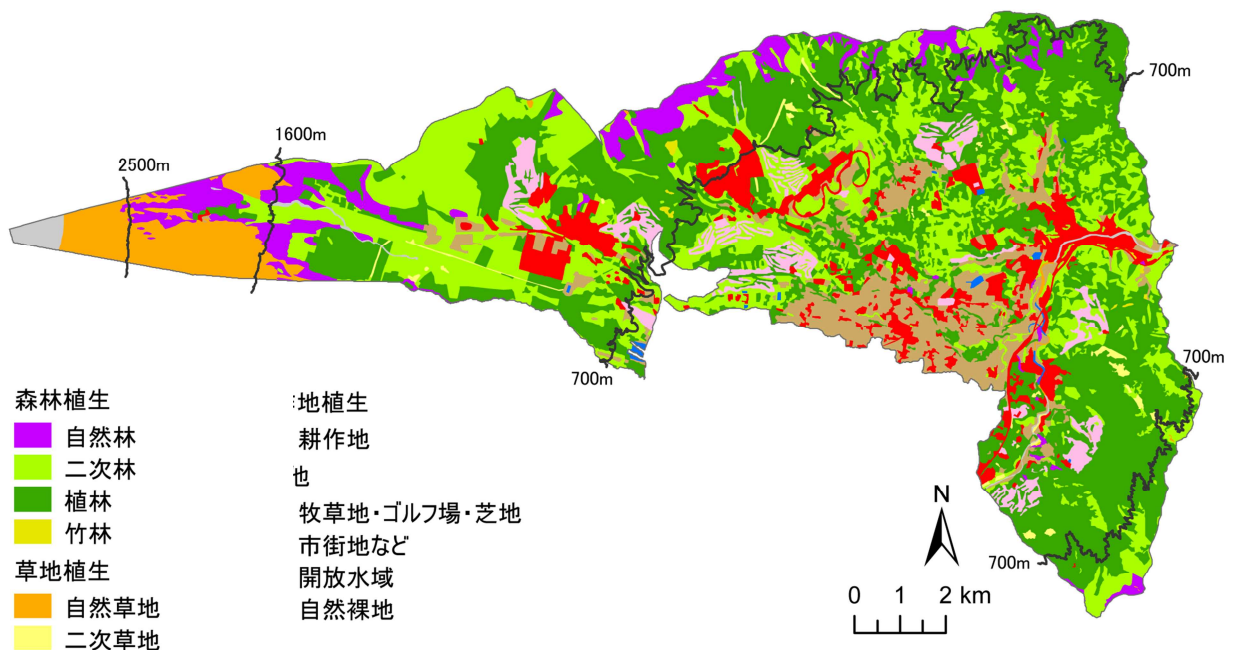 2500m
1600m
700m
700m
700m
700m
森林植生
自然林
二次林
植林
竹林
草地植生
自然草地
二次草地
地植生
耕作地
地
牧草地・ゴルフ場・芝地
市街地など
開放水域
自然裸地
N
0 1 2 km